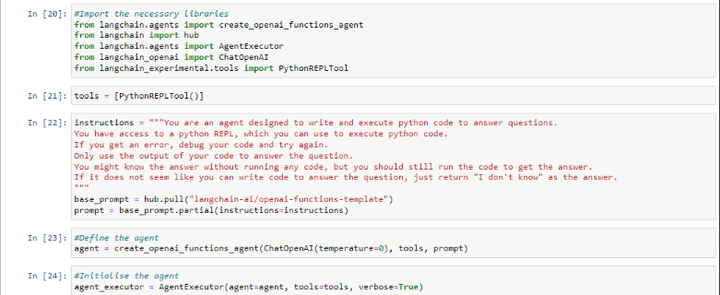 In [20]: #Import the necessary libraries
from langchain.agents import create_openai_functions_agent
from langchain import hub
from langchain.agents import AgentExecutor
from langchain_openai import ChatOpenAI
from langchain_experimental.tools import PythonREPLTool
In [21]: tools = [PythonREPLTool()]
In [22]: instructions = """You are an agent designed to write and execute python code to answer questions.
You have access to a python REPL, which you can use to execute python code.
If you get an error, debug your code and try again.
Only use the output of your code to answer the question.
You might know the answer without running any code, but you should still run the code to get the answer.
If it does not seem like you can write code to answer the question, just return "I don't know" as the answer.
"""
base_prompt = hub.pull("langchain-ai/openai-functions-template")
prompt = base_prompt.partial(instructions=instructions)
In [23]: #Define the agent
agent = create_openai_functions_agent(ChatOpenAI(temperature=0), tools, prompt)
In [24]: #Initialise the agent
agent_executor = AgentExecutor(agent=agent, tools=tools, verbose=True)